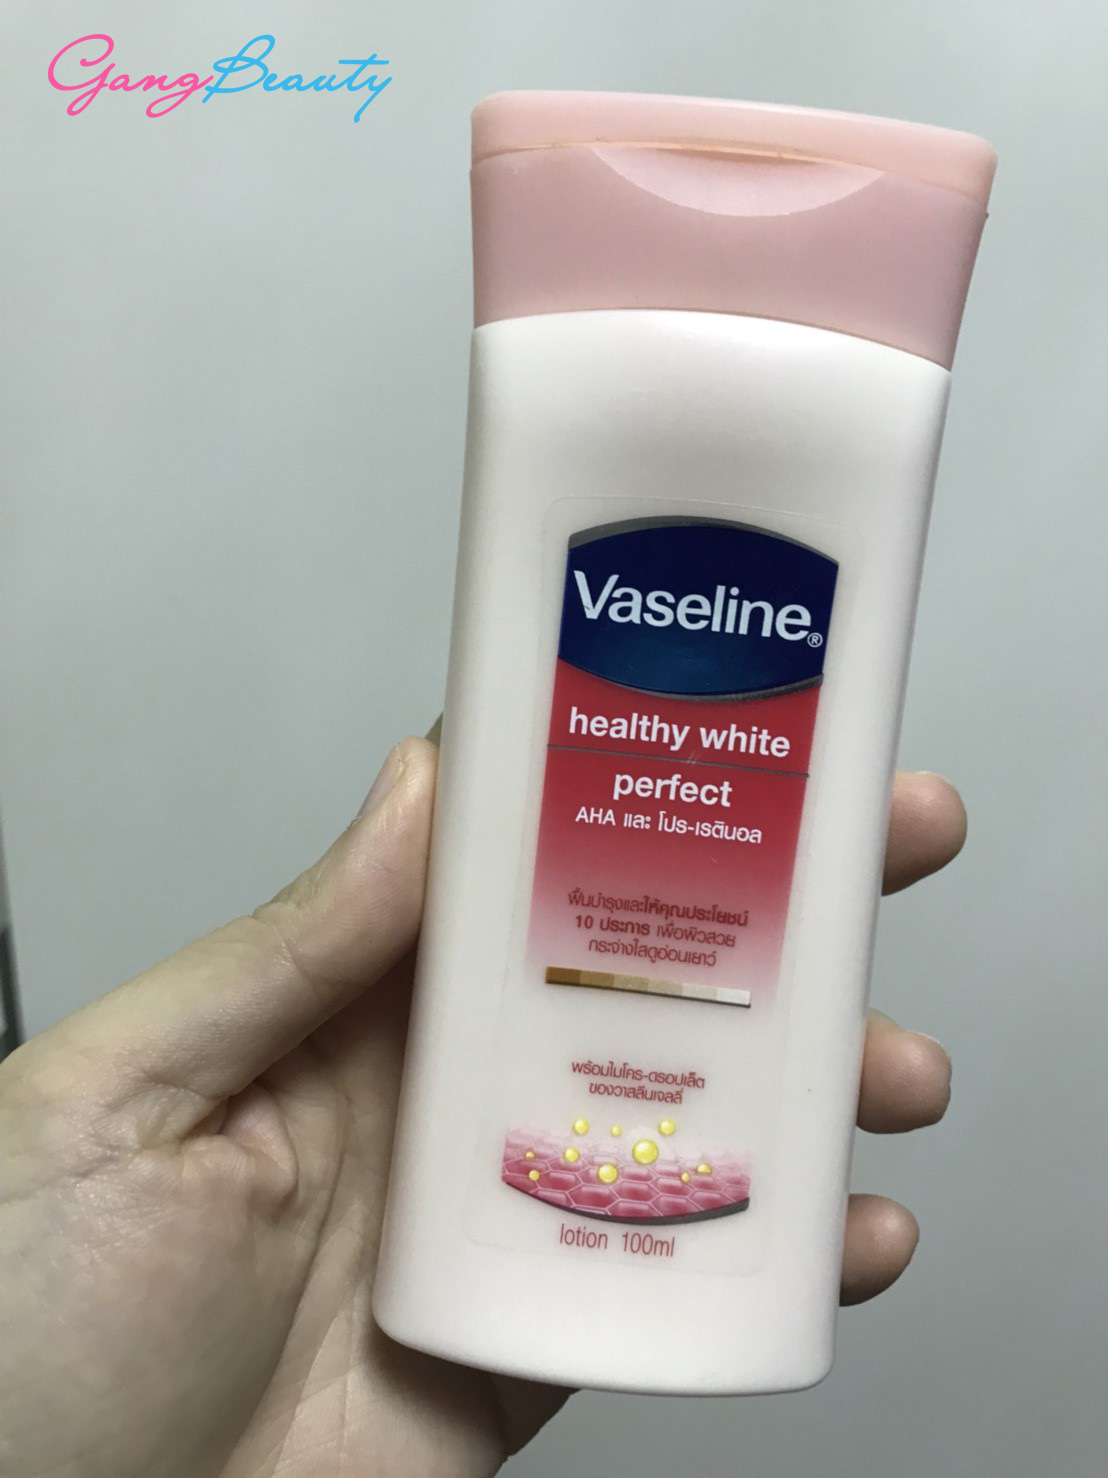 GangBeauty
Vaseline®
healthy white
perfect
AHA และ โปร-เรตินอล
ฟื้นบำรุงและให้คุณประโยชน์
10 ประการ เพื่อผิวสวย
กระจ่างใสดูอ่อนเยาว์
พร้อมไมโคร-ดรอปเล็ต
ของวาสลีนเจลลี่
lotion 100ml